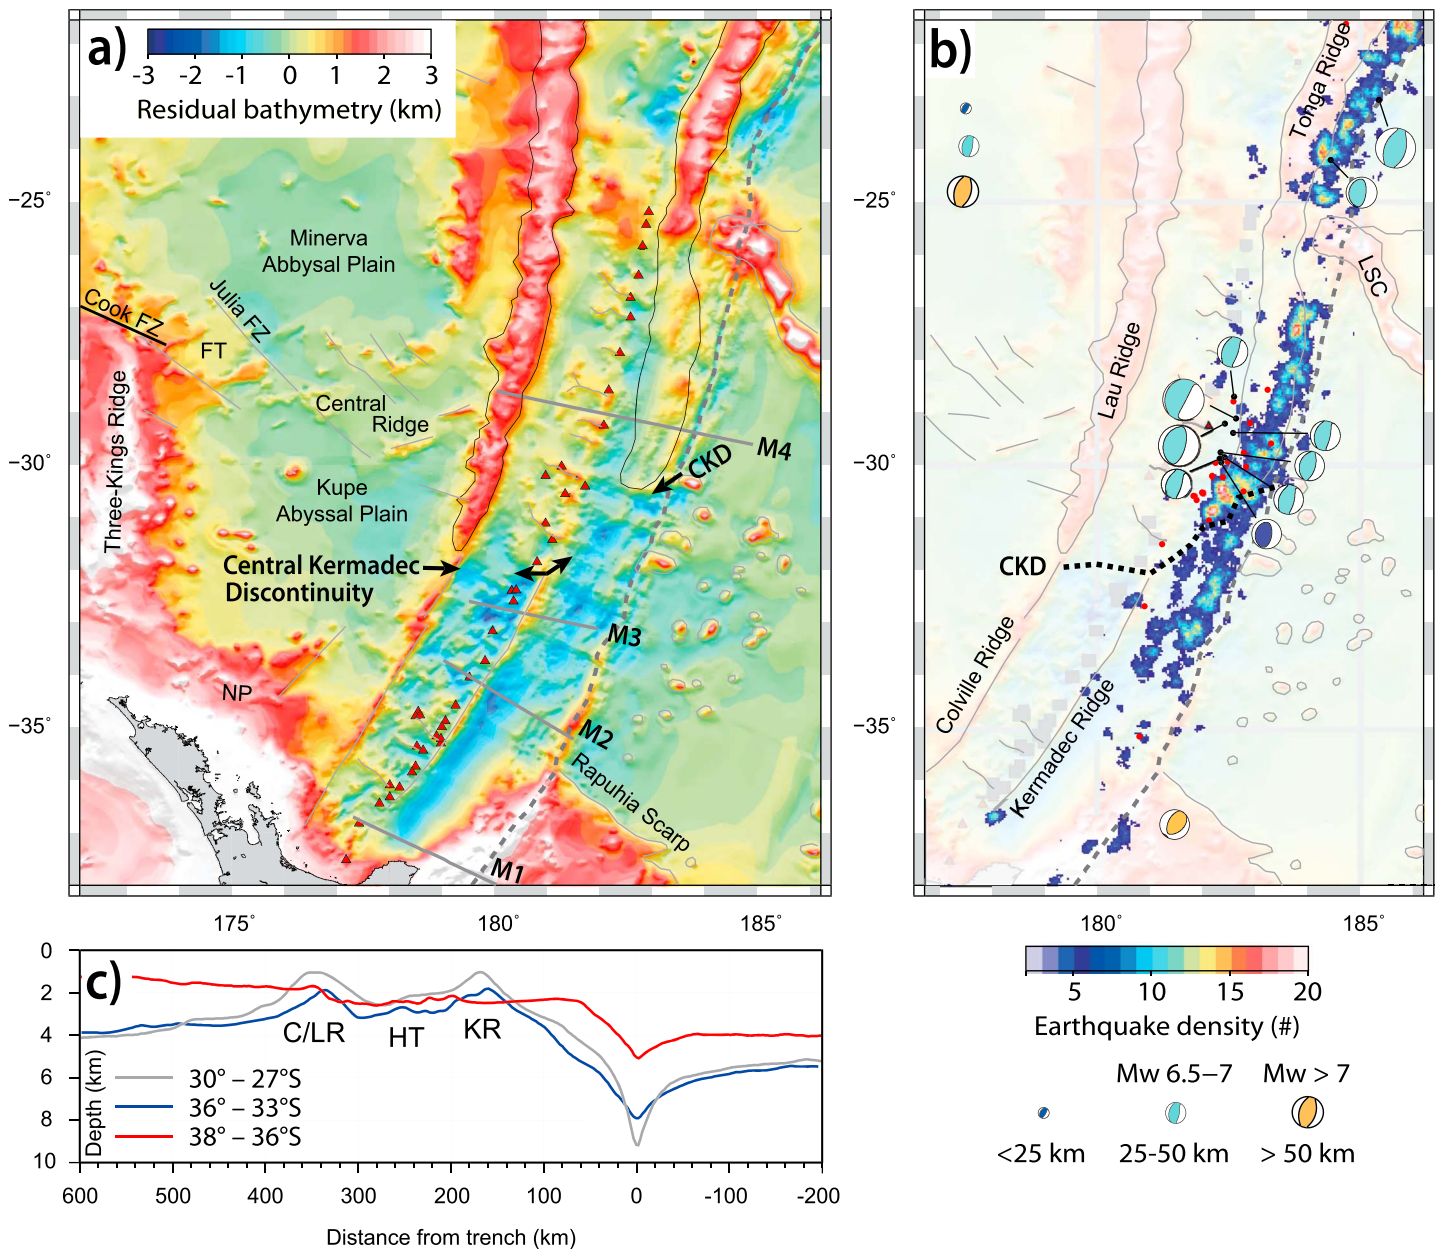 a)
-3 -2 -1 0 1 2 3
Residual bathymetry (km)
−25°
−30°
−35°
175° 180° 185°
Minerva
Abbysal Plain
Cook FZ
Julia FZ
FT
Three-Kings Ridge
Central
Ridge
Kupe
Abyssal Plain
M4
CKD
Central Kermadec
Discontinuity
M3
NP
M2
Rapuhia Scarp
M1
b)
Tonga Ridge
−25°
LSC
Lau Ridge
−30°
CKD
Colville Ridge
−35°
Kermadec Ridge
180° 185°
5 10 15 20
Earthquake density (#)
Mw 6.5–7 Mw > 7
<25 km 25-50 km > 50 km
c)
0
2
4
6
8
10
Depth (km)
C/LR HT KR
30° – 27°S
36° – 33°S
38° – 36°S
600 500 400 300 200 100 0 -100 -200
Distance from trench (km)